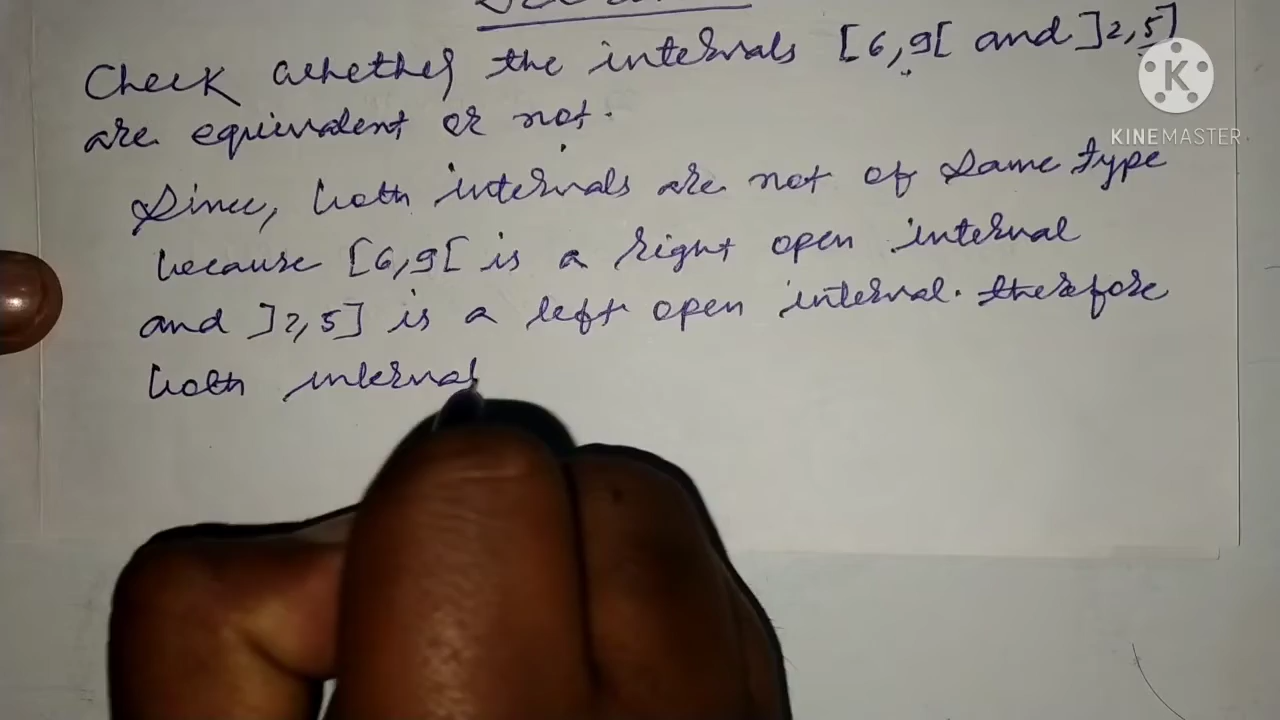 Check whether the intervals [6,9[ and ]2,5]
are equivalent or not.
Since, both intervals are not of same type
because [6,9[ is a right open interval
and ]2,5] is a left open interval. therefore
both interval
K
KINEMASTER